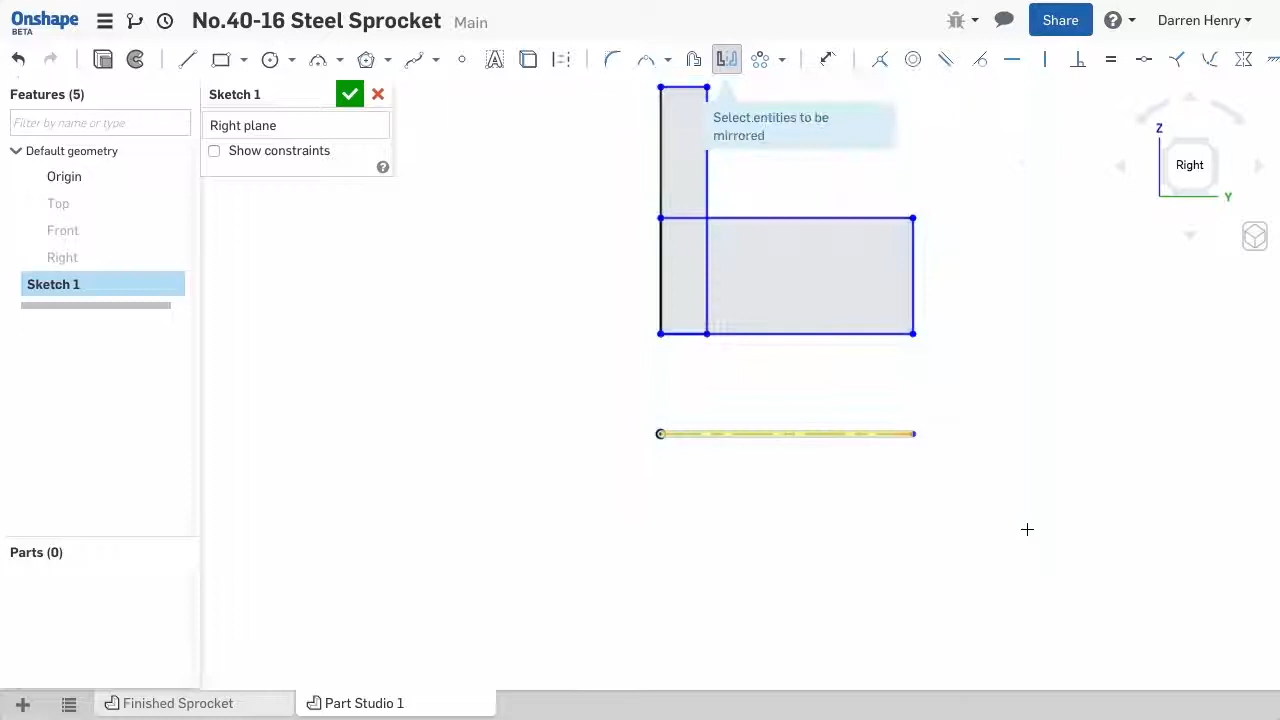 Onshape
BETA
No.40-16 Steel Sprocket Main
Share
Darren Henry
Features (5)
Filter by name or type
Default geometry
Origin
Top
Front
Right
Sketch 1
Sketch 1
Right plane
Show constraints
Select entities to be
mirrored
Z
Right
Y
Parts (0)
Finished Sprocket
Part Studio 1